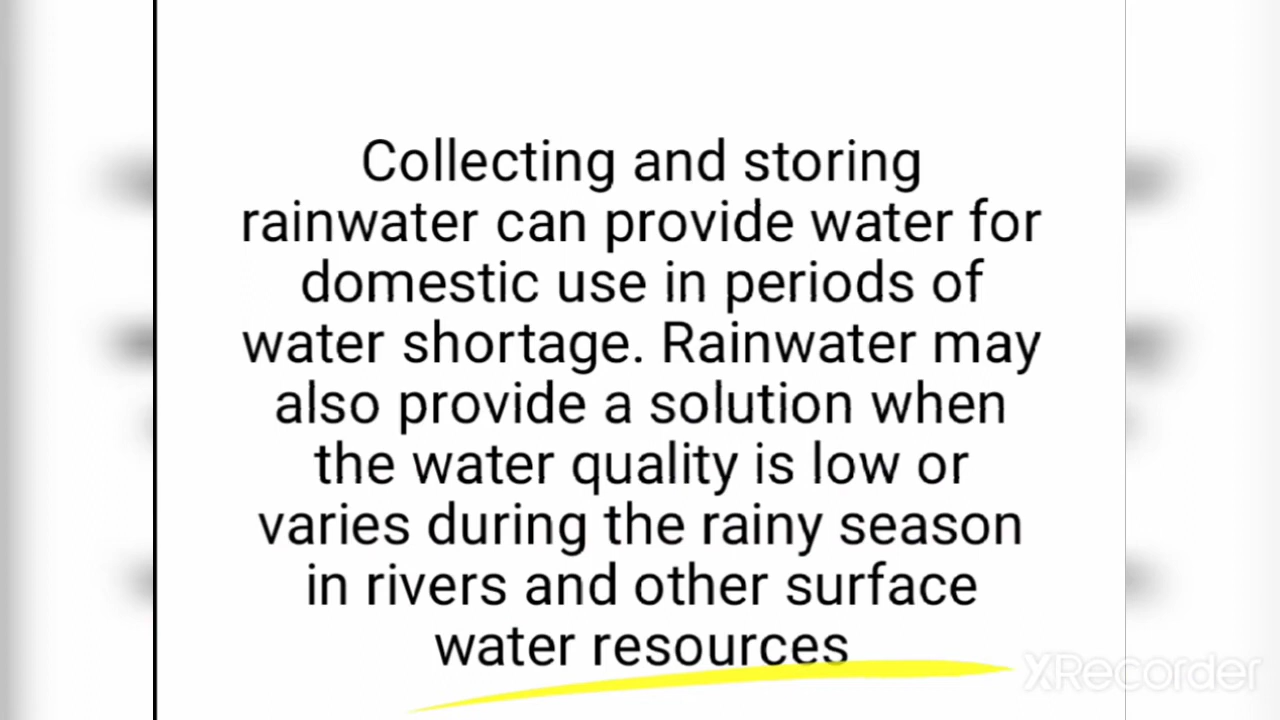 Collecting and storing
rainwater can provide water for
domestic use in periods of
water shortage. Rainwater may
also provide a solution when
the water quality is low or
varies during the rainy season
in rivers and other surface
water resources
XRecorder